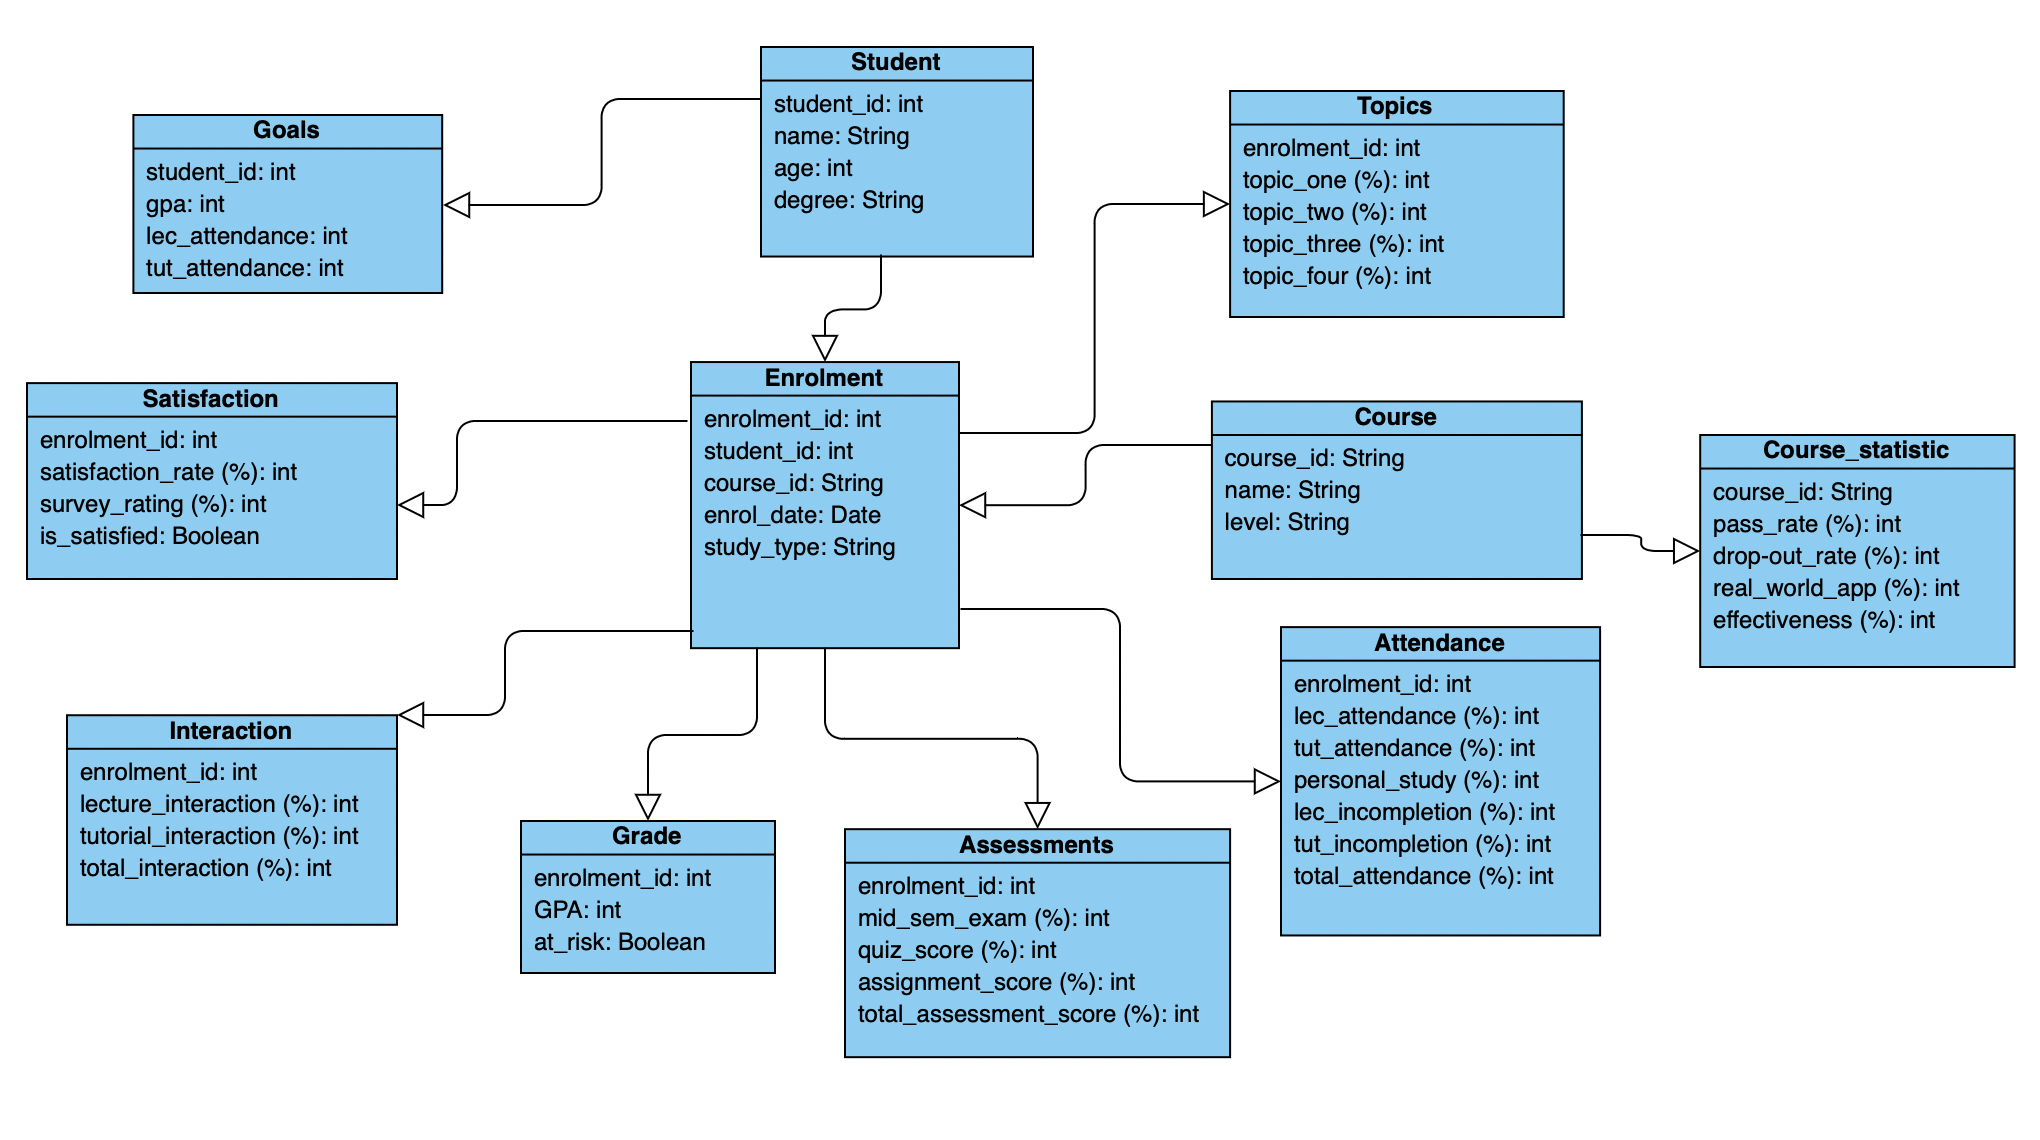 Student
student_id: int
name: String
age: int
degree: String
Goals
student_id: int
gpa: int
lec_attendance: int
tut_attendance: int
Topics
enrolment_id: int
topic_one (%): int
topic_two (%): int
topic_three (%): int
topic_four (%): int
Satisfaction
enrolment_id: int
satisfaction_rate (%): int
survey_rating (%): int
is_satisfied: Boolean
Enrolment
enrolment_id: int
student_id: int
course_id: String
enrol_date: Date
study_type: String
Course
course_id: String
name: String
level: String
Course_statistic
course_id: String
pass_rate (%): int
drop-out_rate (%): int
real_world_app (%): int
effectiveness (%): int
Interaction
enrolment_id: int
lecture_interaction (%): int
tutorial_interaction (%): int
total_interaction (%): int
Grade
enrolment_id: int
GPA: int
at_risk: Boolean
Assessments
enrolment_id: int
mid_sem_exam (%): int
quiz_score (%): int
assignment_score (%): int
total_assessment_score (%): int
Attendance
enrolment_id: int
lec_attendance (%): int
tut_attendance (%): int
personal_study (%): int
lec_incompletion (%): int
tut_incompletion (%): int
total_attendance (%): int